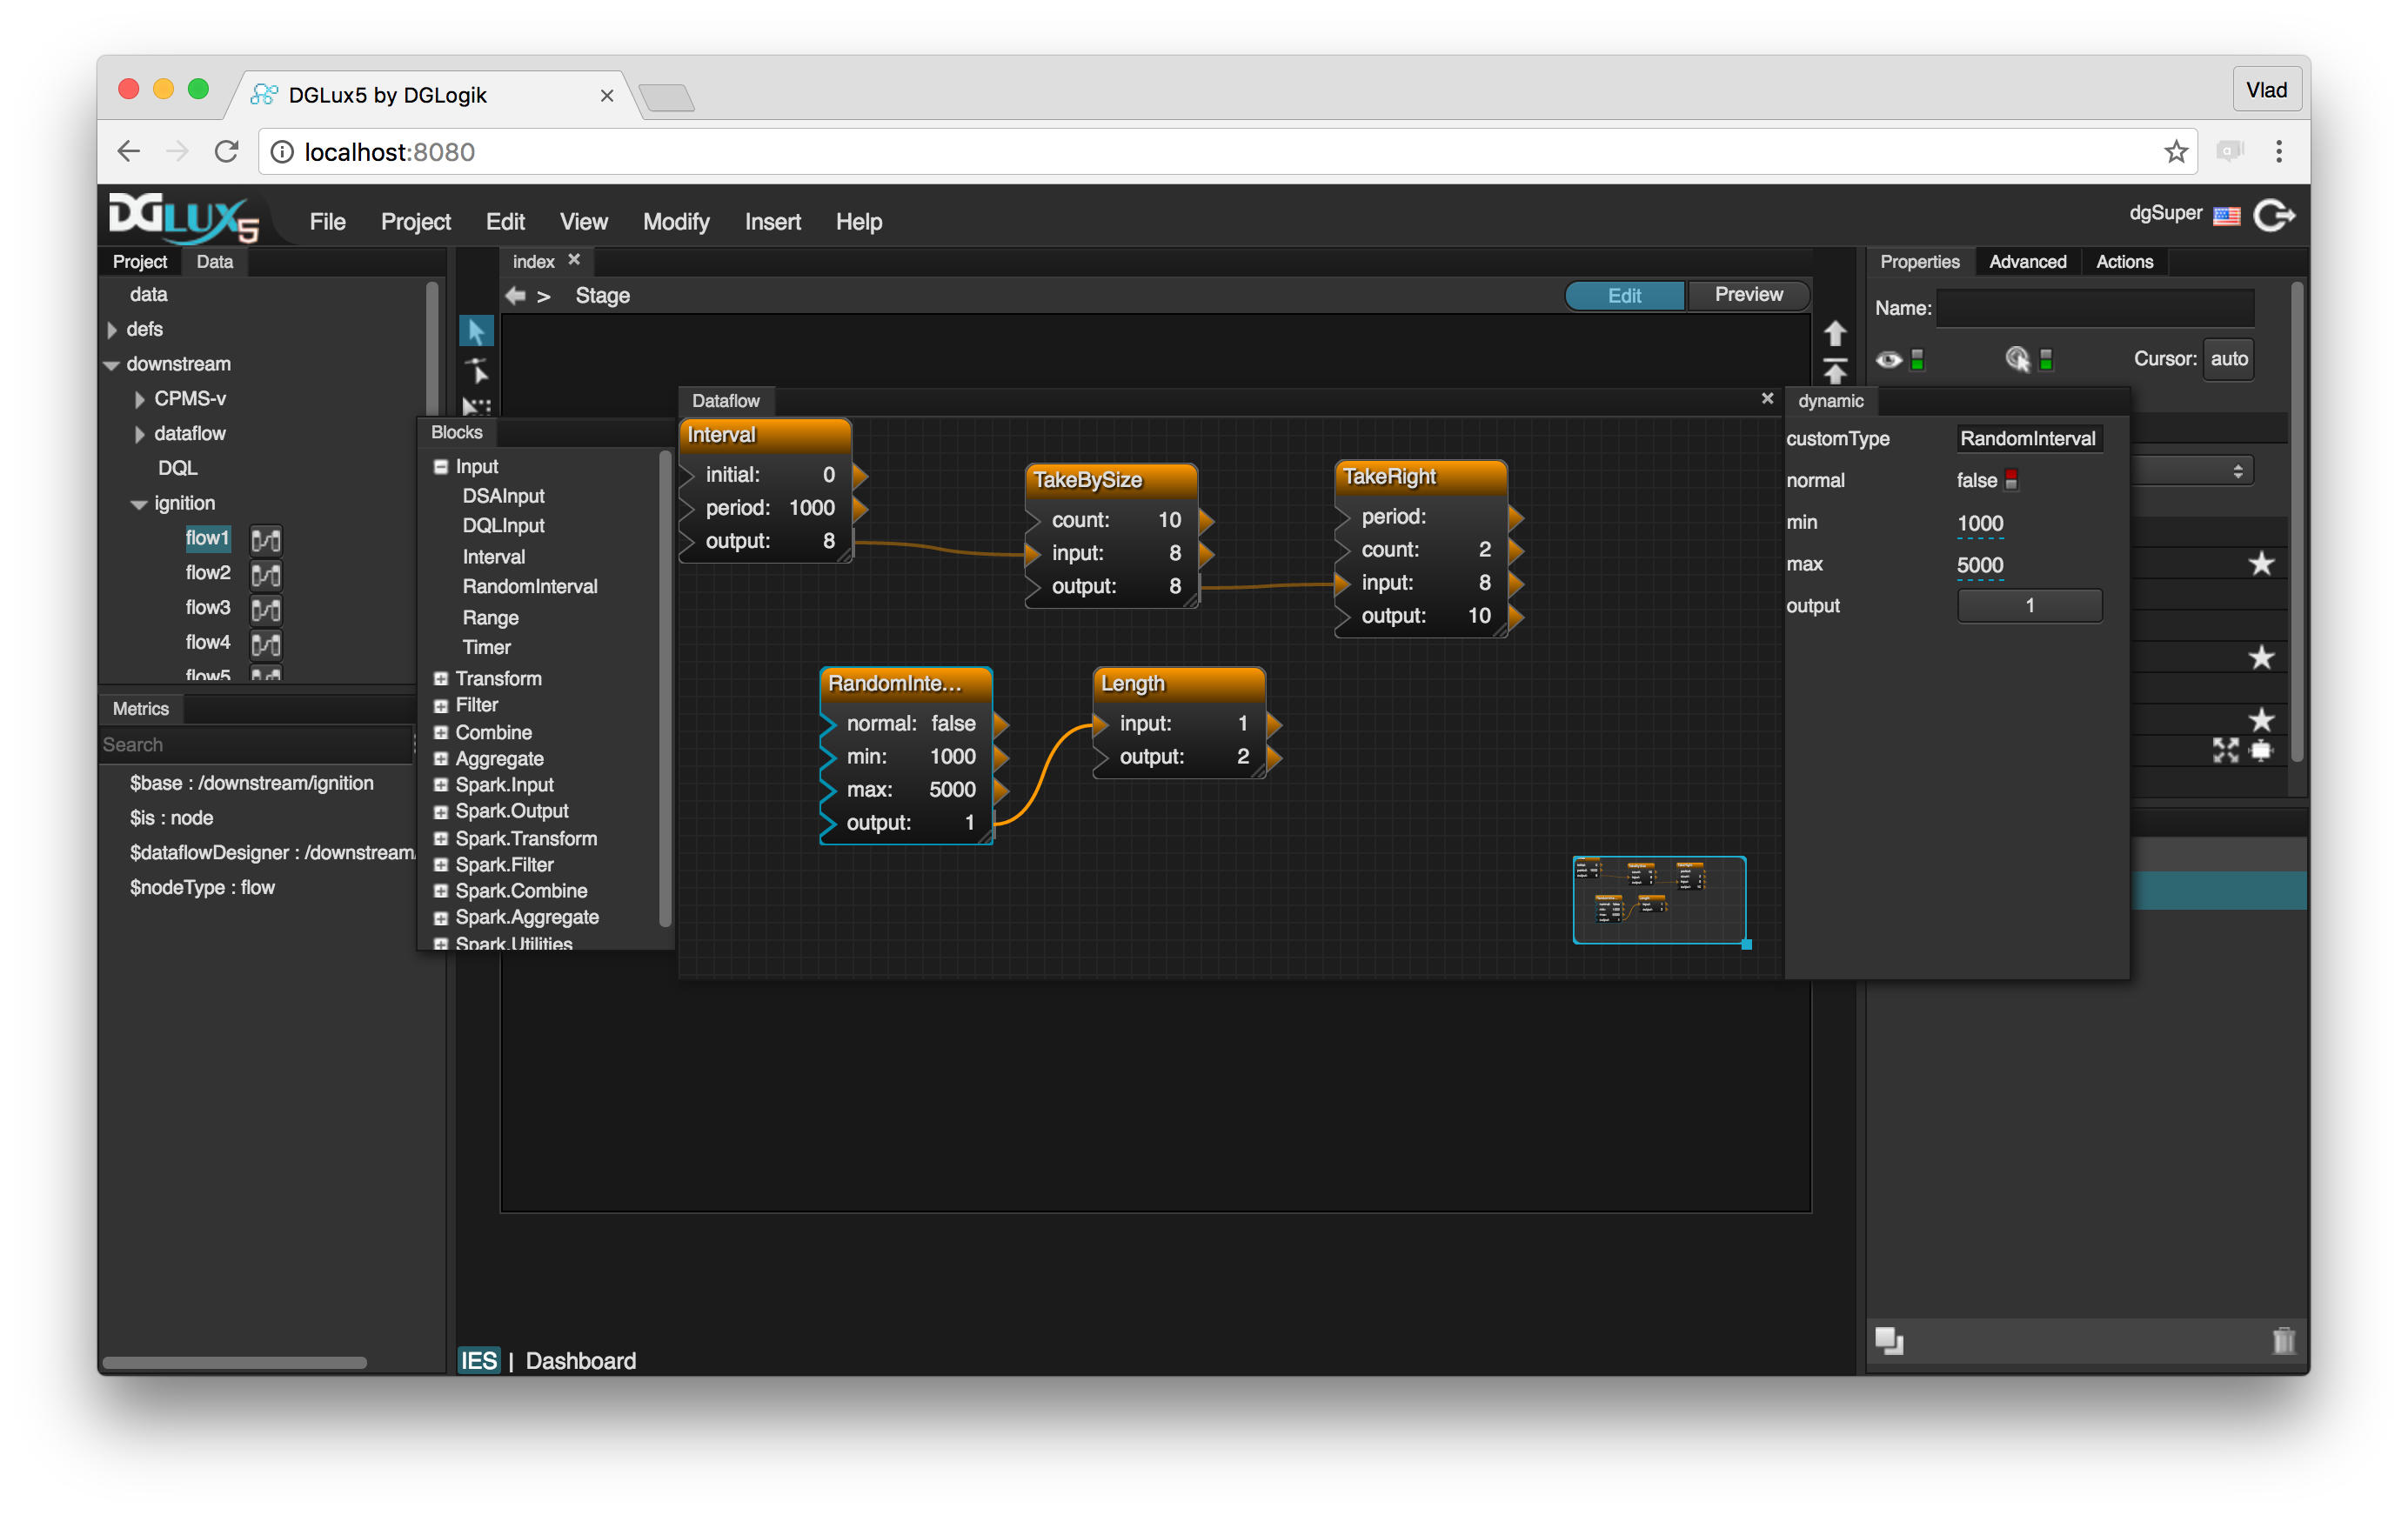 DGLux5 by DGLogik
Vlad
localhost:8080
DGLUX5
File Project Edit View Modify Insert Help
dgSuper
Project Data
data
defs
downstream
CPMS-v
dataflow
DQL
ignition
flow1
flow2
flow3
flow4
flow5
Metrics
Search
$base : /downstream/ignition
$is : node
$dataflowDesigner : /downstream/
$nodeType : flow
index
> Stage
Edit Preview
Blocks
Input
DSAInput
DQLInput
Interval
RandomInterval
Range
Timer
Transform
Filter
Combine
Aggregate
Spark.Input
Spark.Output
Spark.Transform
Spark.Filter
Spark.Combine
Spark.Aggregate
Spark.Utilities
Dataflow
Interval
initial: 0
period: 1000
output: 8
TakeBySize
count: 10
input: 8
output: 8
TakeRight
period:
count: 2
input: 8
output: 10
RandomInte...
normal: false
min: 1000
max: 5000
output: 1
Length
input: 1
output: 2
dynamic
customType RandomInterval
normal false
min 1000
max 5000
output 1
Properties Advanced Actions
Name:
Cursor: auto
IES | Dashboard